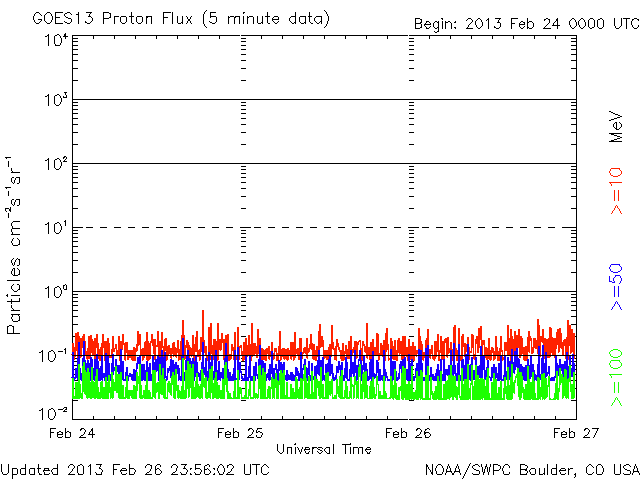 GOES13 Proton Flux (5 minute data)
Begin: 2013 Feb 24 0000 UTC
10⁴
10³
10²
10¹
10⁰
10⁻¹
10⁻²
Particles cm⁻²s⁻¹sr⁻¹
MeV
>=10
>=50
>=100
Feb 24 Feb 25 Feb 26 Feb 27
Universal Time
Updated 2013 Feb 26 23:56:02 UTC
NOAA/SWPC Boulder, CO USA